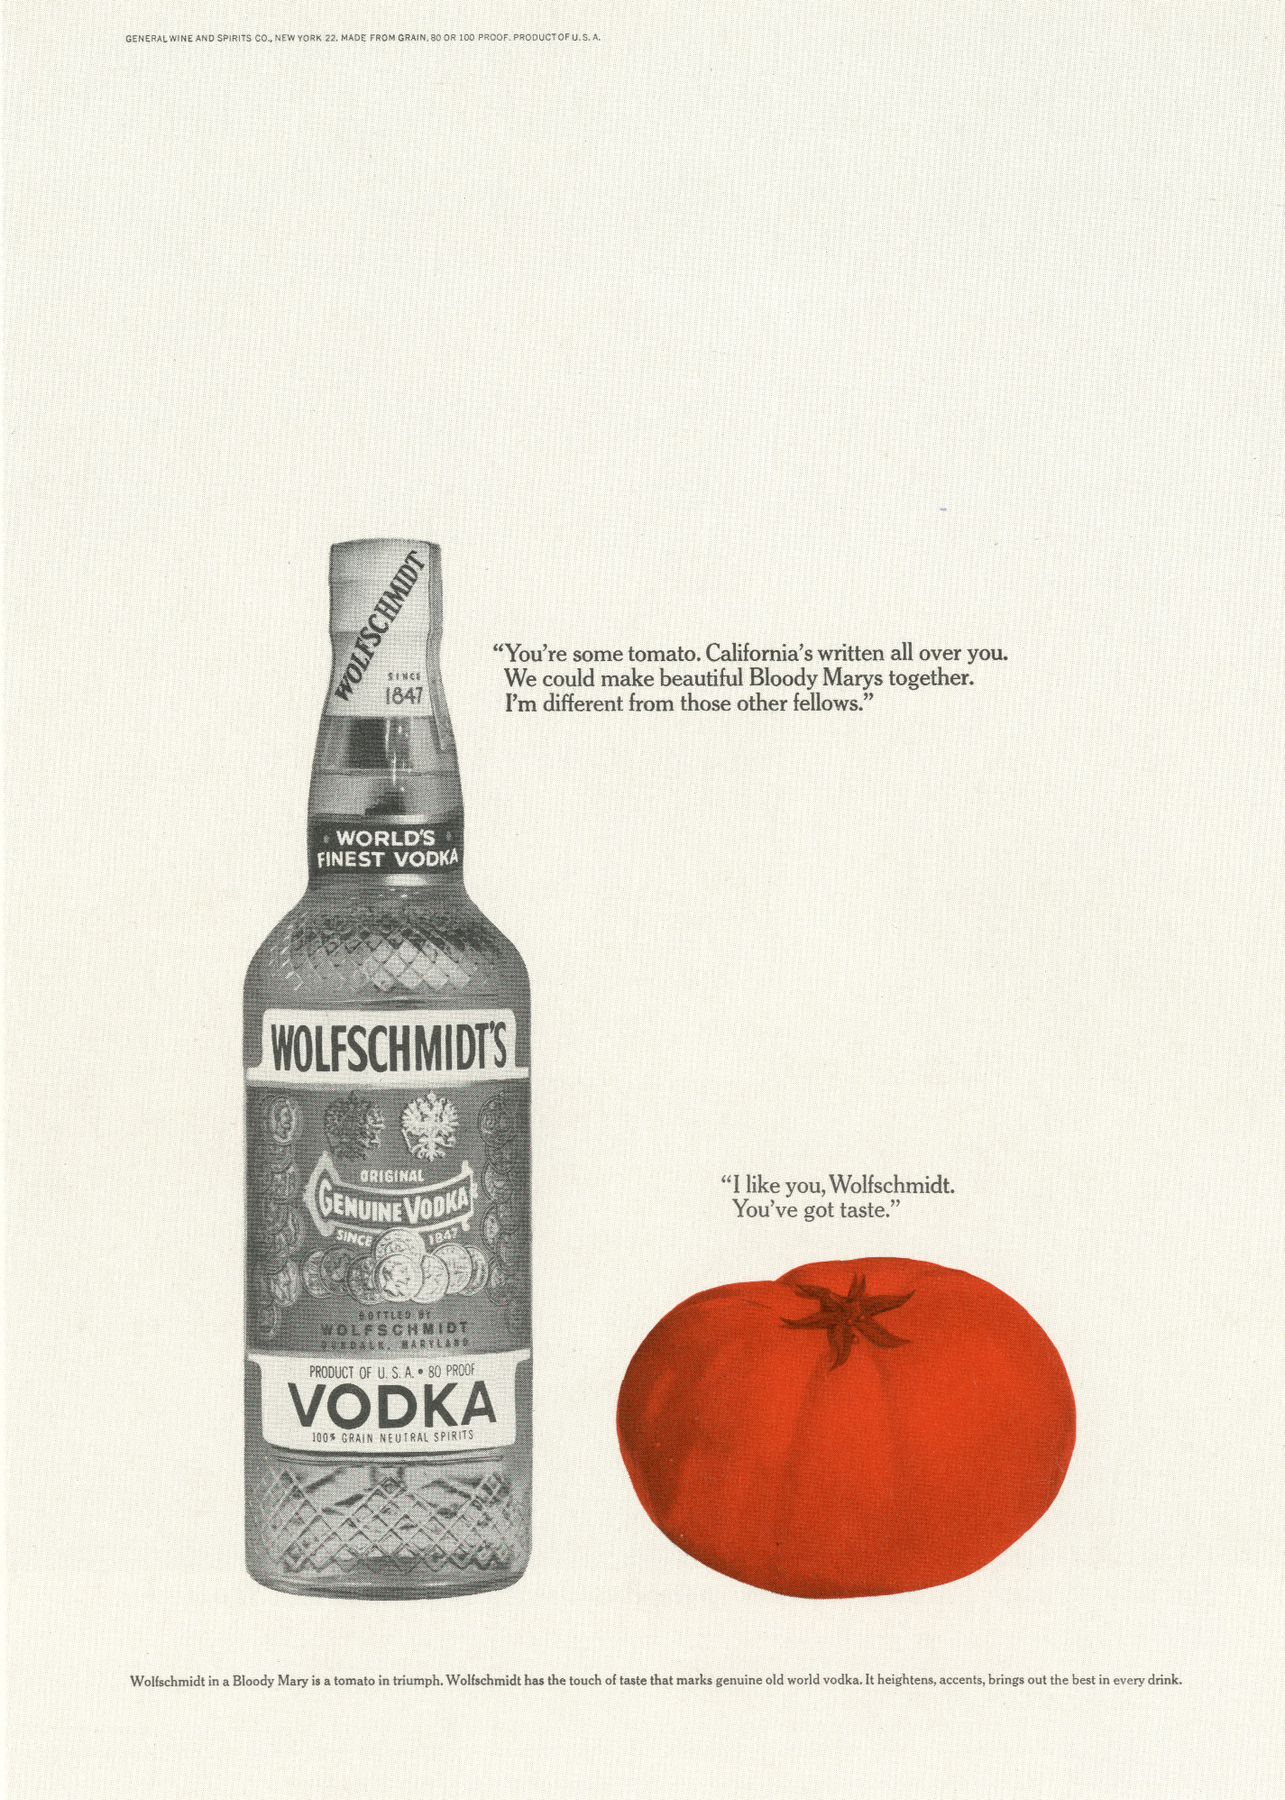 GENERAL WINE AND SPIRITS CO., NEW YORK 22. MADE FROM GRAIN, 80 OR 100 PROOF. PRODUCT OF U.S.A.
WOLFSCHMIDT
SINCE
1847
“You’re some tomato. California’s written all over you.
We could make beautiful Bloody Marys together.
I’m different from those other fellows.”
WORLD'S
FINEST VODKA
WOLFSCHMIDT'S
ORIGINAL
GENUINE VODKA
SINCE 1847
BOTTLED BY
WOLFSCHMIDT
DUNDALK, MARYLAND
PRODUCT OF U.S.A. • 80 PROOF
VODKA
100% GRAIN NEUTRAL SPIRITS
“I like you, Wolfschmidt.
You’ve got taste.”
Wolfschmidt in a Bloody Mary is a tomato in triumph. Wolfschmidt has the touch of taste that marks genuine old world vodka. It heightens, accents, brings out the best in every drink.